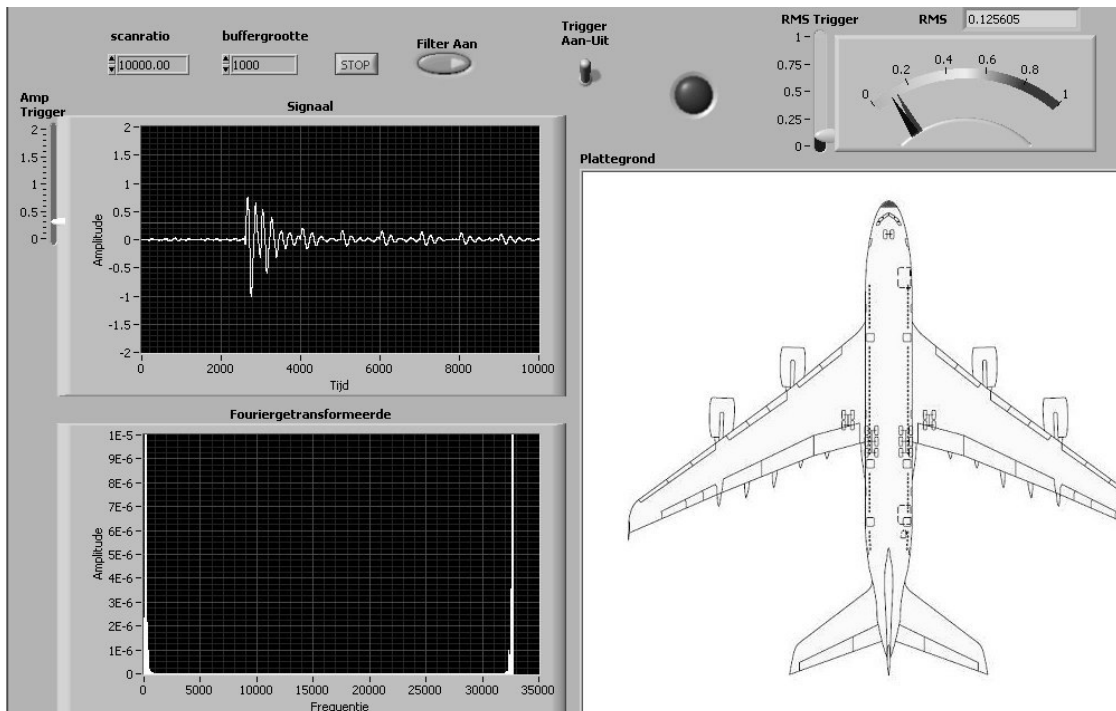 scanratio
10000.00
buffergrootte
1000
STOP
Filter Aan
Trigger
Aan-Uit
RMS Trigger
1
0.75
0.5
0.25
0
RMS
0.125605
0 0.2 0.4 0.6 0.8 1
Amp
Trigger
2
1.5
1
0.5
0
Signaal
Amplitude
2
1.5
1
0.5
0
-0.5
-1
-1.5
-2
0 2000 4000 6000 8000 10000
Tijd
Plattegrond
Fouriergetransformeerde
Amplitude
1E-5
9E-6
8E-6
7E-6
6E-6
5E-6
4E-6
3E-6
2E-6
1E-6
0
0 5000 10000 15000 20000 25000 30000 35000
Frequentie